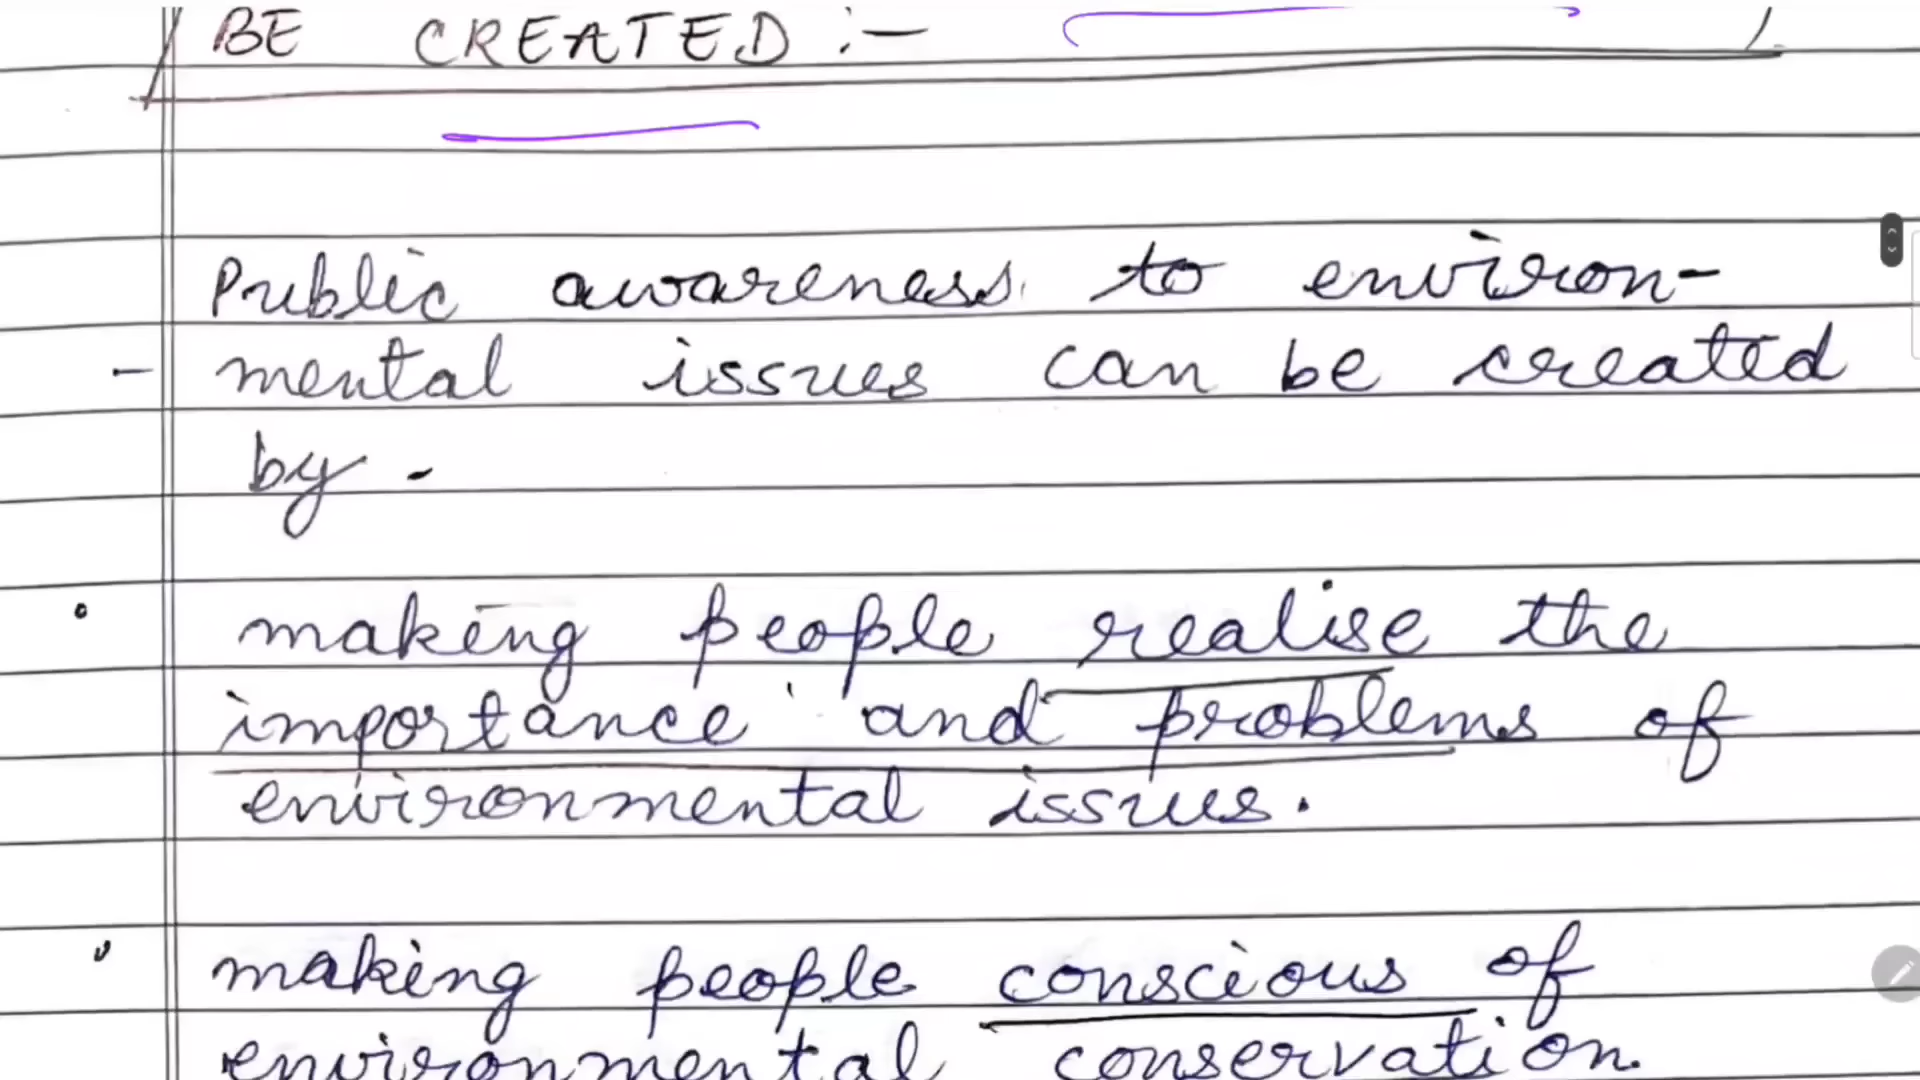 BE CREATED :-
Public awareness to environ-
- mental issues can be created
by -
making people realise the
importance and problems of
environmental issues.
making people conscious of
environmental conservation.